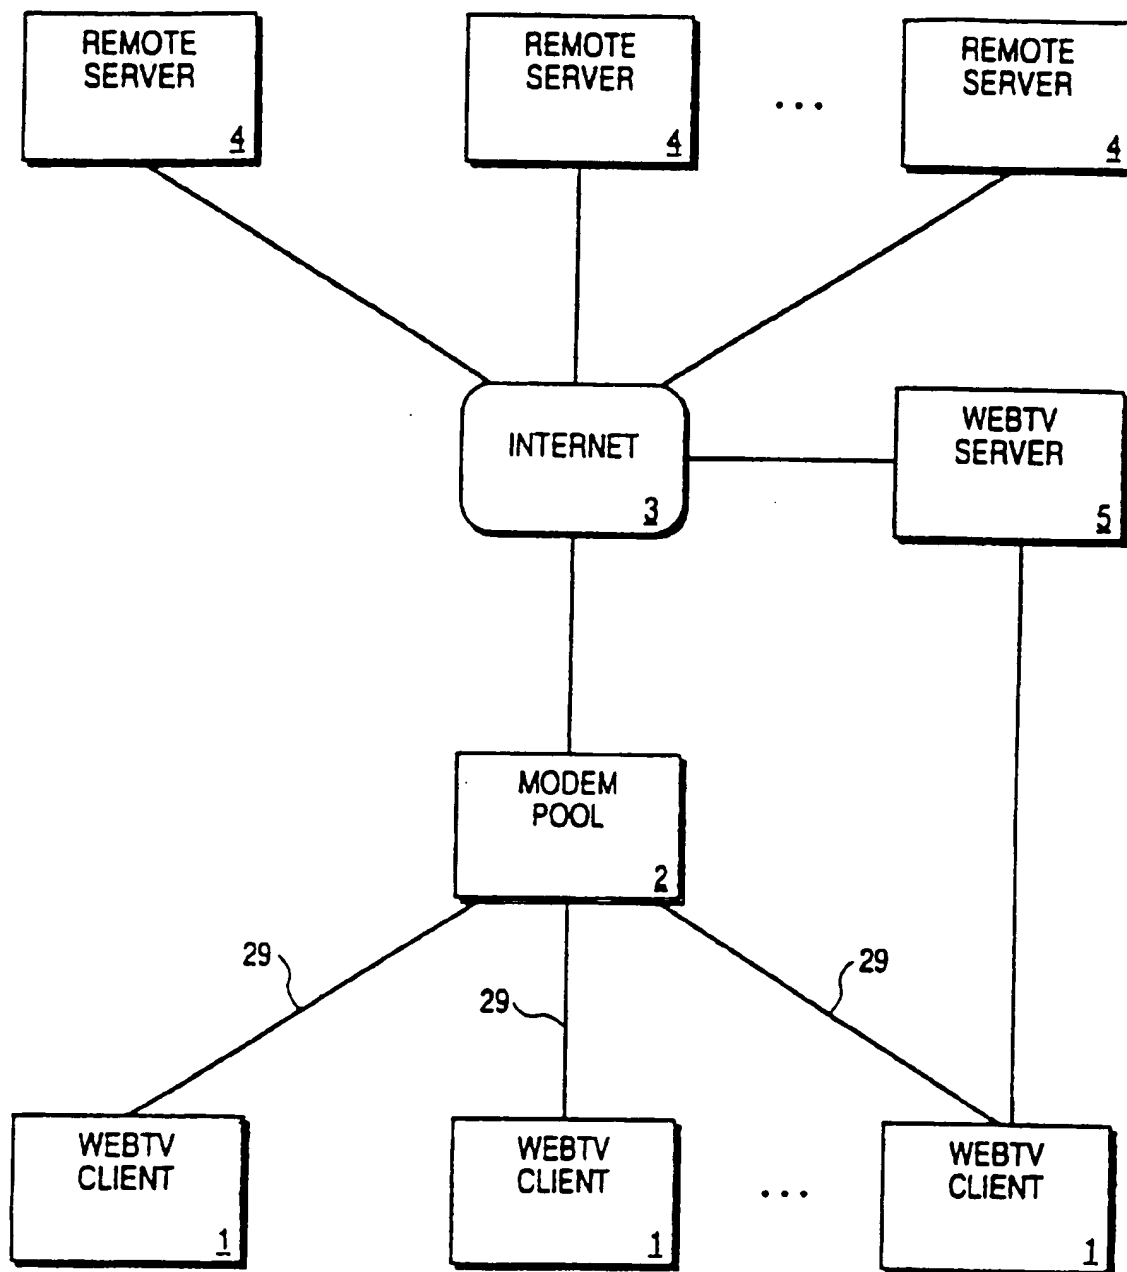 REMOTE
SERVER
4
REMOTE
SERVER
4
...
REMOTE
SERVER
4
INTERNET
3
WEBTV
SERVER
5
MODEM
POOL
2
29
29
29
WEBTV
CLIENT
1
WEBTV
CLIENT
1
...
WEBTV
CLIENT
1